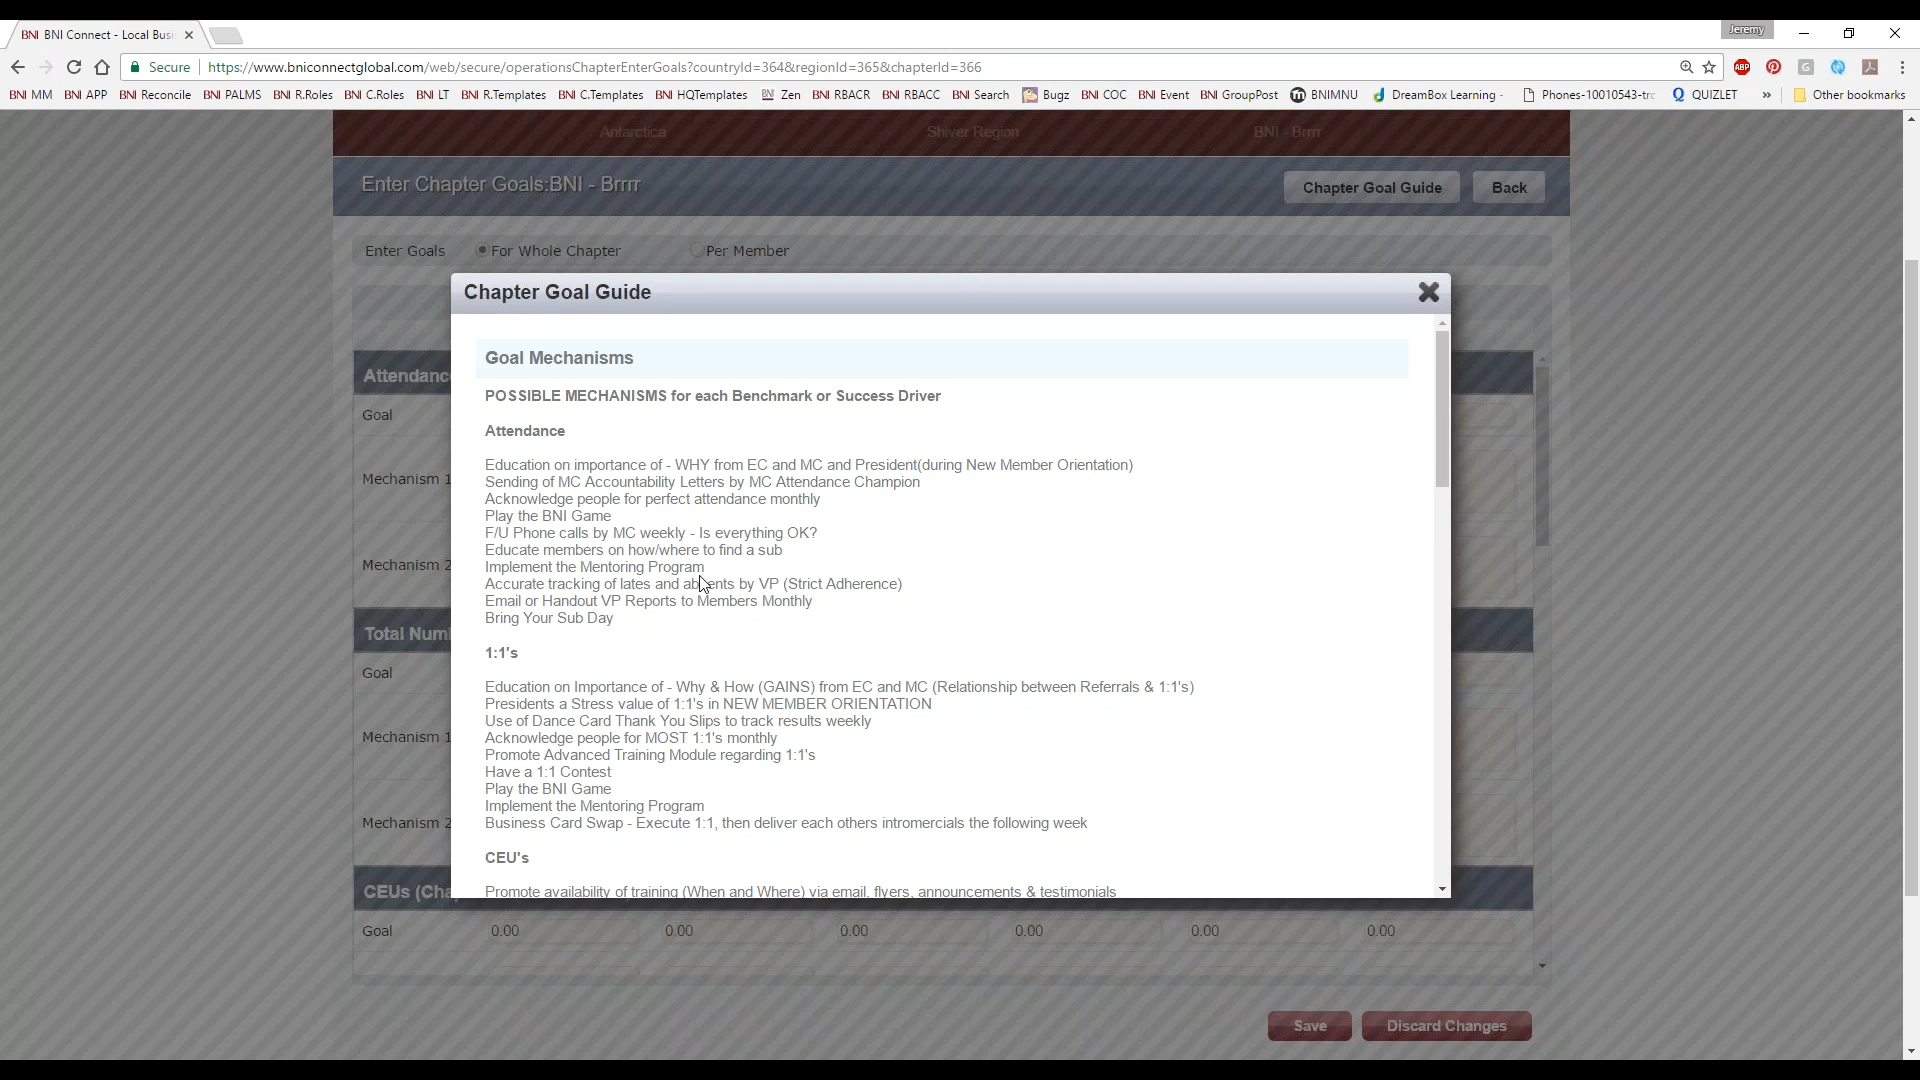 BNI BNI Connect - Local Busi
Jeremy
Secure
https://www.bniconnectglobal.com/web/secure/operationsChapterEnterGoals?countryId=364&regionId=365&chapterId=366
ABP
G
BNI MM BNI APP BNI Reconcile BNI PALMS BNI R.Roles BNI C.Roles BNI LT BNI R.Templates BNI C.Templates BNI HQTemplates BNI Zen BNI RBACR BNI RBACC BNI Search Bugz BNI COC BNI Event BNI GroupPost m BNIMNU DreamBox Learning - Phones-10010543-trc Q QUIZLET » Other bookmarks
Antarctica Shiver Region BNI - Brrrr
Enter Chapter Goals:BNI - Brrrr
Chapter Goal Guide
Back
Enter Goals For Whole Chapter Per Member
Chapter Goal Guide
Goal Mechanisms
POSSIBLE MECHANISMS for each Benchmark or Success Driver
Attendance
Education on importance of - WHY from EC and MC and President(during New Member Orientation)
Sending of MC Accountability Letters by MC Attendance Champion
Acknowledge people for perfect attendance monthly
Play the BNI Game
F/U Phone calls by MC weekly - Is everything OK?
Educate members on how/where to find a sub
Implement the Mentoring Program
Accurate tracking of lates and absents by VP (Strict Adherence)
Email or Handout VP Reports to Members Monthly
Bring Your Sub Day
1:1's
Education on Importance of - Why & How (GAINS) from EC and MC (Relationship between Referrals & 1:1's)
Presidents a Stress value of 1:1's in NEW MEMBER ORIENTATION
Use of Dance Card Thank You Slips to track results weekly
Acknowledge people for MOST 1:1's monthly
Promote Advanced Training Module regarding 1:1's
Have a 1:1 Contest
Play the BNI Game
Implement the Mentoring Program
Business Card Swap - Execute 1:1, then deliver each others intromercials the following week
CEU's
Promote availability of training (When and Where) via email, flyers, announcements & testimonials
Attendanc
Goal
Mechanism 1
Mechanism 2
Total Num
Goal
Mechanism 1
Mechanism 2
CEUs (Cha
Goal 0.00 0.00 0.00 0.00 0.00 0.00
Save
Discard Changes